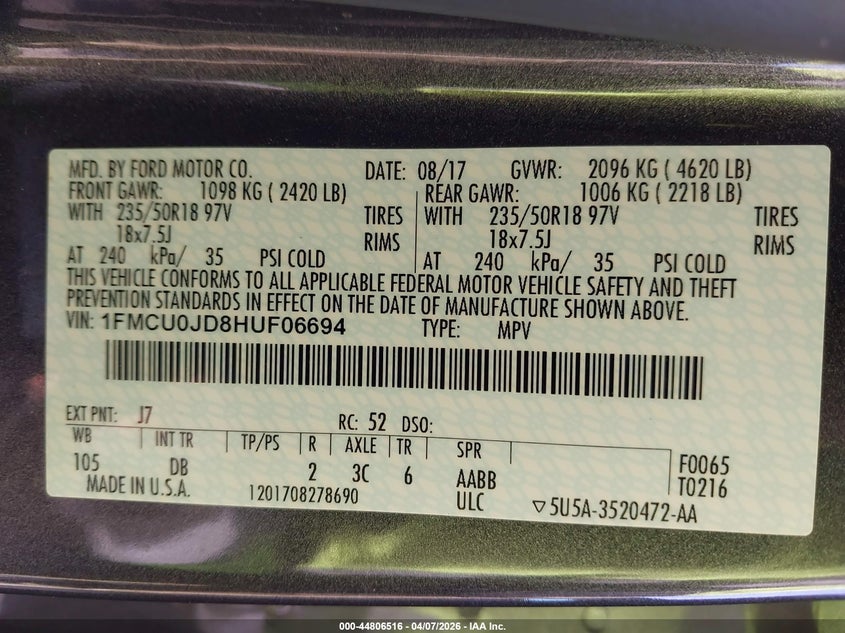 MFD. BY FORD MOTOR CO. DATE: 08/17 GVWR: 2096 KG ( 4620 LB)
FRONT GAWR: 1098 KG ( 2420 LB) REAR GAWR: 1006 KG ( 2218 LB)
WITH 235/50R18 97V TIRES WITH 235/50R18 97V TIRES
18x7.5J RIMS 18x7.5J RIMS
AT 240 kPa/ 35 PSI COLD AT 240 kPa/ 35 PSI COLD
THIS VEHICLE CONFORMS TO ALL APPLICABLE FEDERAL MOTOR VEHICLE SAFETY AND THEFT
PREVENTION STANDARDS IN EFFECT ON THE DATE OF MANUFACTURE SHOWN ABOVE.
VIN: 1FMCU0JD8HUF06694 TYPE: MPV
EXT PNT: J7 RC: 52 DSO:
WB INT TR TP/PS R AXLE TR SPR
105 DB 2 3C 6 AABB F0065
MADE IN U.S.A. 1201708278690 ULC T0216
▽5U5A-3520472-AA
000-44806516 - 04/07/2026 - IAA Inc.